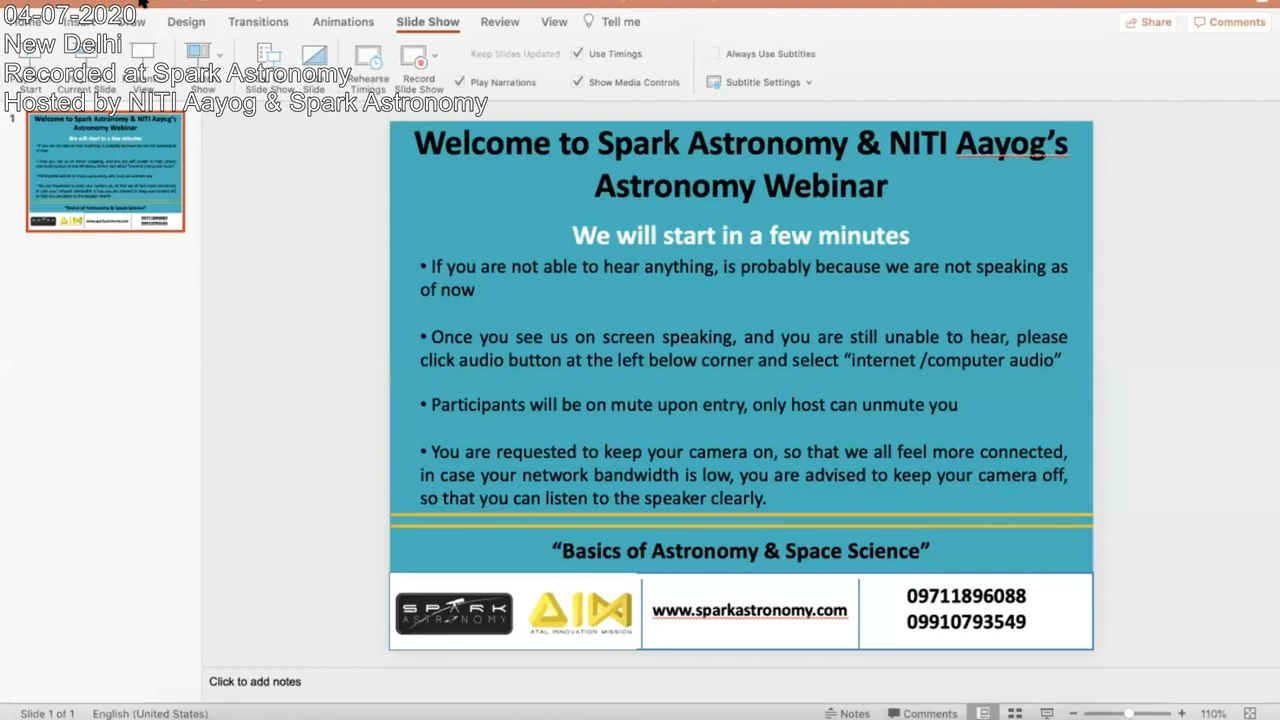 04-07-2020
New Delhi
Recorded at Spark Astronomy
Hosted by NITI Aayog & Spark Astronomy
Design Transitions Animations Slide Show Review View Tell me Share Comments
Keep Slides Updated Use Timings Always Use Subtitles
Rehearse Timings Record Slide Show Play Narrations Show Media Controls Subtitle Settings
Start Current Slide Show Slide Show Slide
1
Welcome to Spark Astronomy & NITI Aayog's
Astronomy Webinar
We will start in a few minutes
• If you are not able to hear anything, is probably because we are not speaking as
of now
• Once you see us on screen speaking, and you are still unable to hear, please
click audio button at the left below corner and select “internet /computer audio”
• Participants will be on mute upon entry, only host can unmute you
• You are requested to keep your camera on, so that we all feel more connected,
in case your network bandwidth is low, you are advised to keep your camera off,
so that you can listen to the speaker clearly.
“Basics of Astronomy & Space Science”
SPARK
ASTRONOMY
AIM
ATAL INNOVATION MISSION
www.sparkastronomy.com
09711896088
09910793549
Click to add notes
Slide 1 of 1 English (United States) Notes Comments 110%